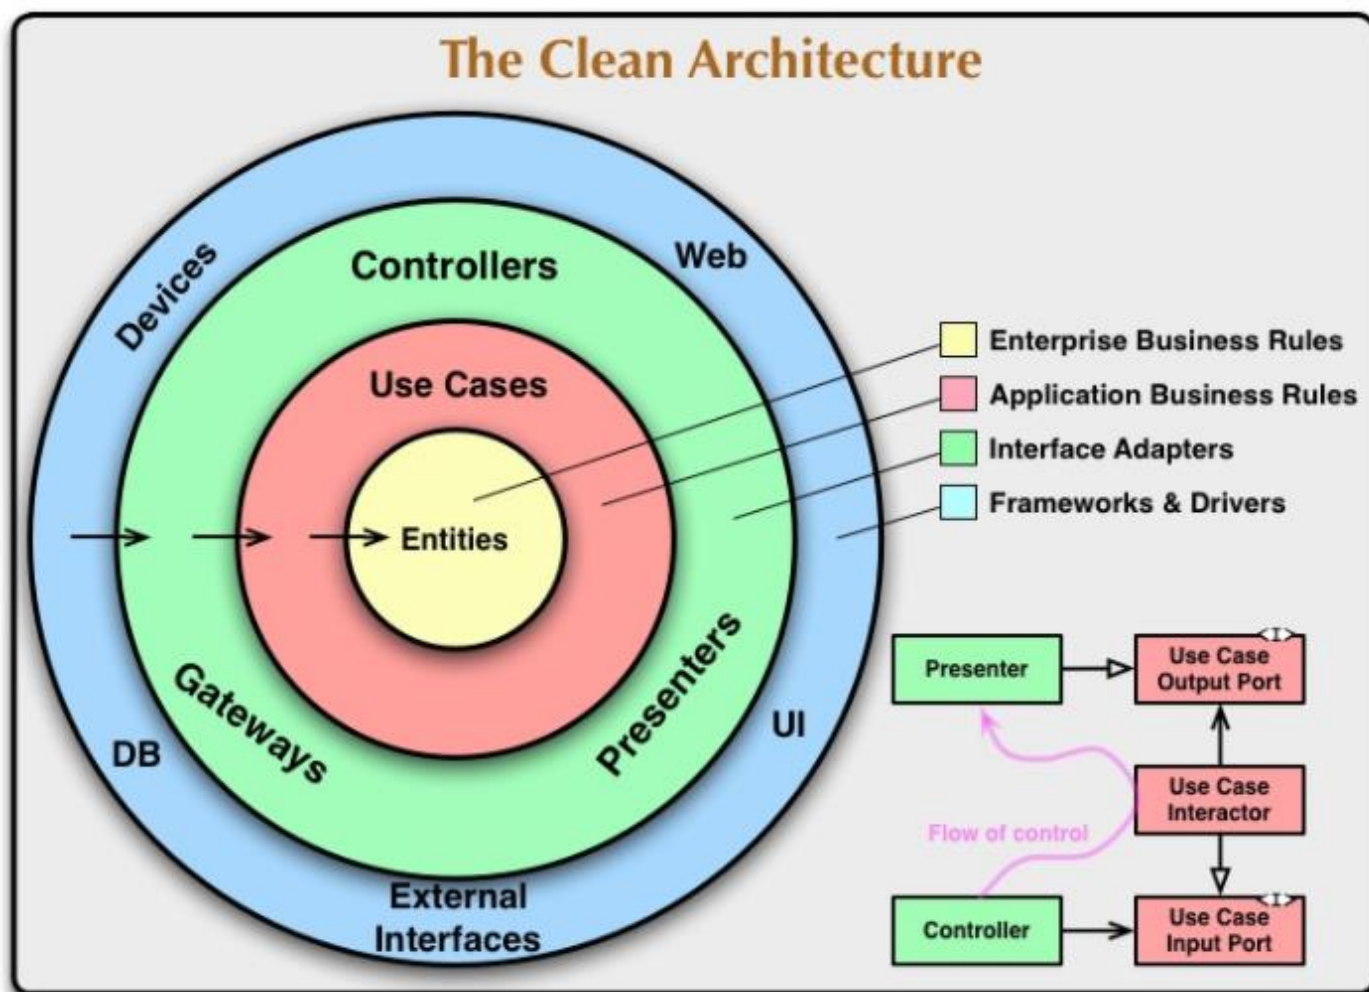 The Clean Architecture
Devices
Controllers
Web
Use Cases
Entities
Gateways
Presenters
DB
UI
External
Interfaces
Enterprise Business Rules
Application Business Rules
Interface Adapters
Frameworks & Drivers
Presenter
<I>
Use Case
Output Port
Use Case
Interactor
Flow of control
Controller
<I>
Use Case
Input Port